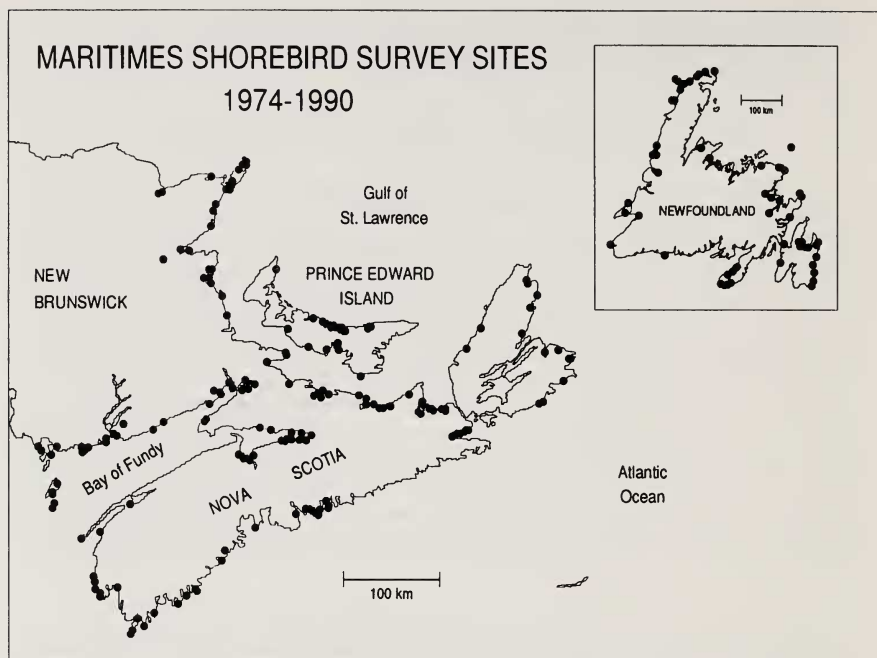 MARITIMES SHOREBIRD SURVEY SITES
1974-1990
100 km
NEWFOUNDLAND
Gulf of
St. Lawrence
NEW
BRUNSWICK
PRINCE EDWARD
ISLAND
Bay of Fundy
NOVA
SCOTIA
Atlantic
Ocean
100 km